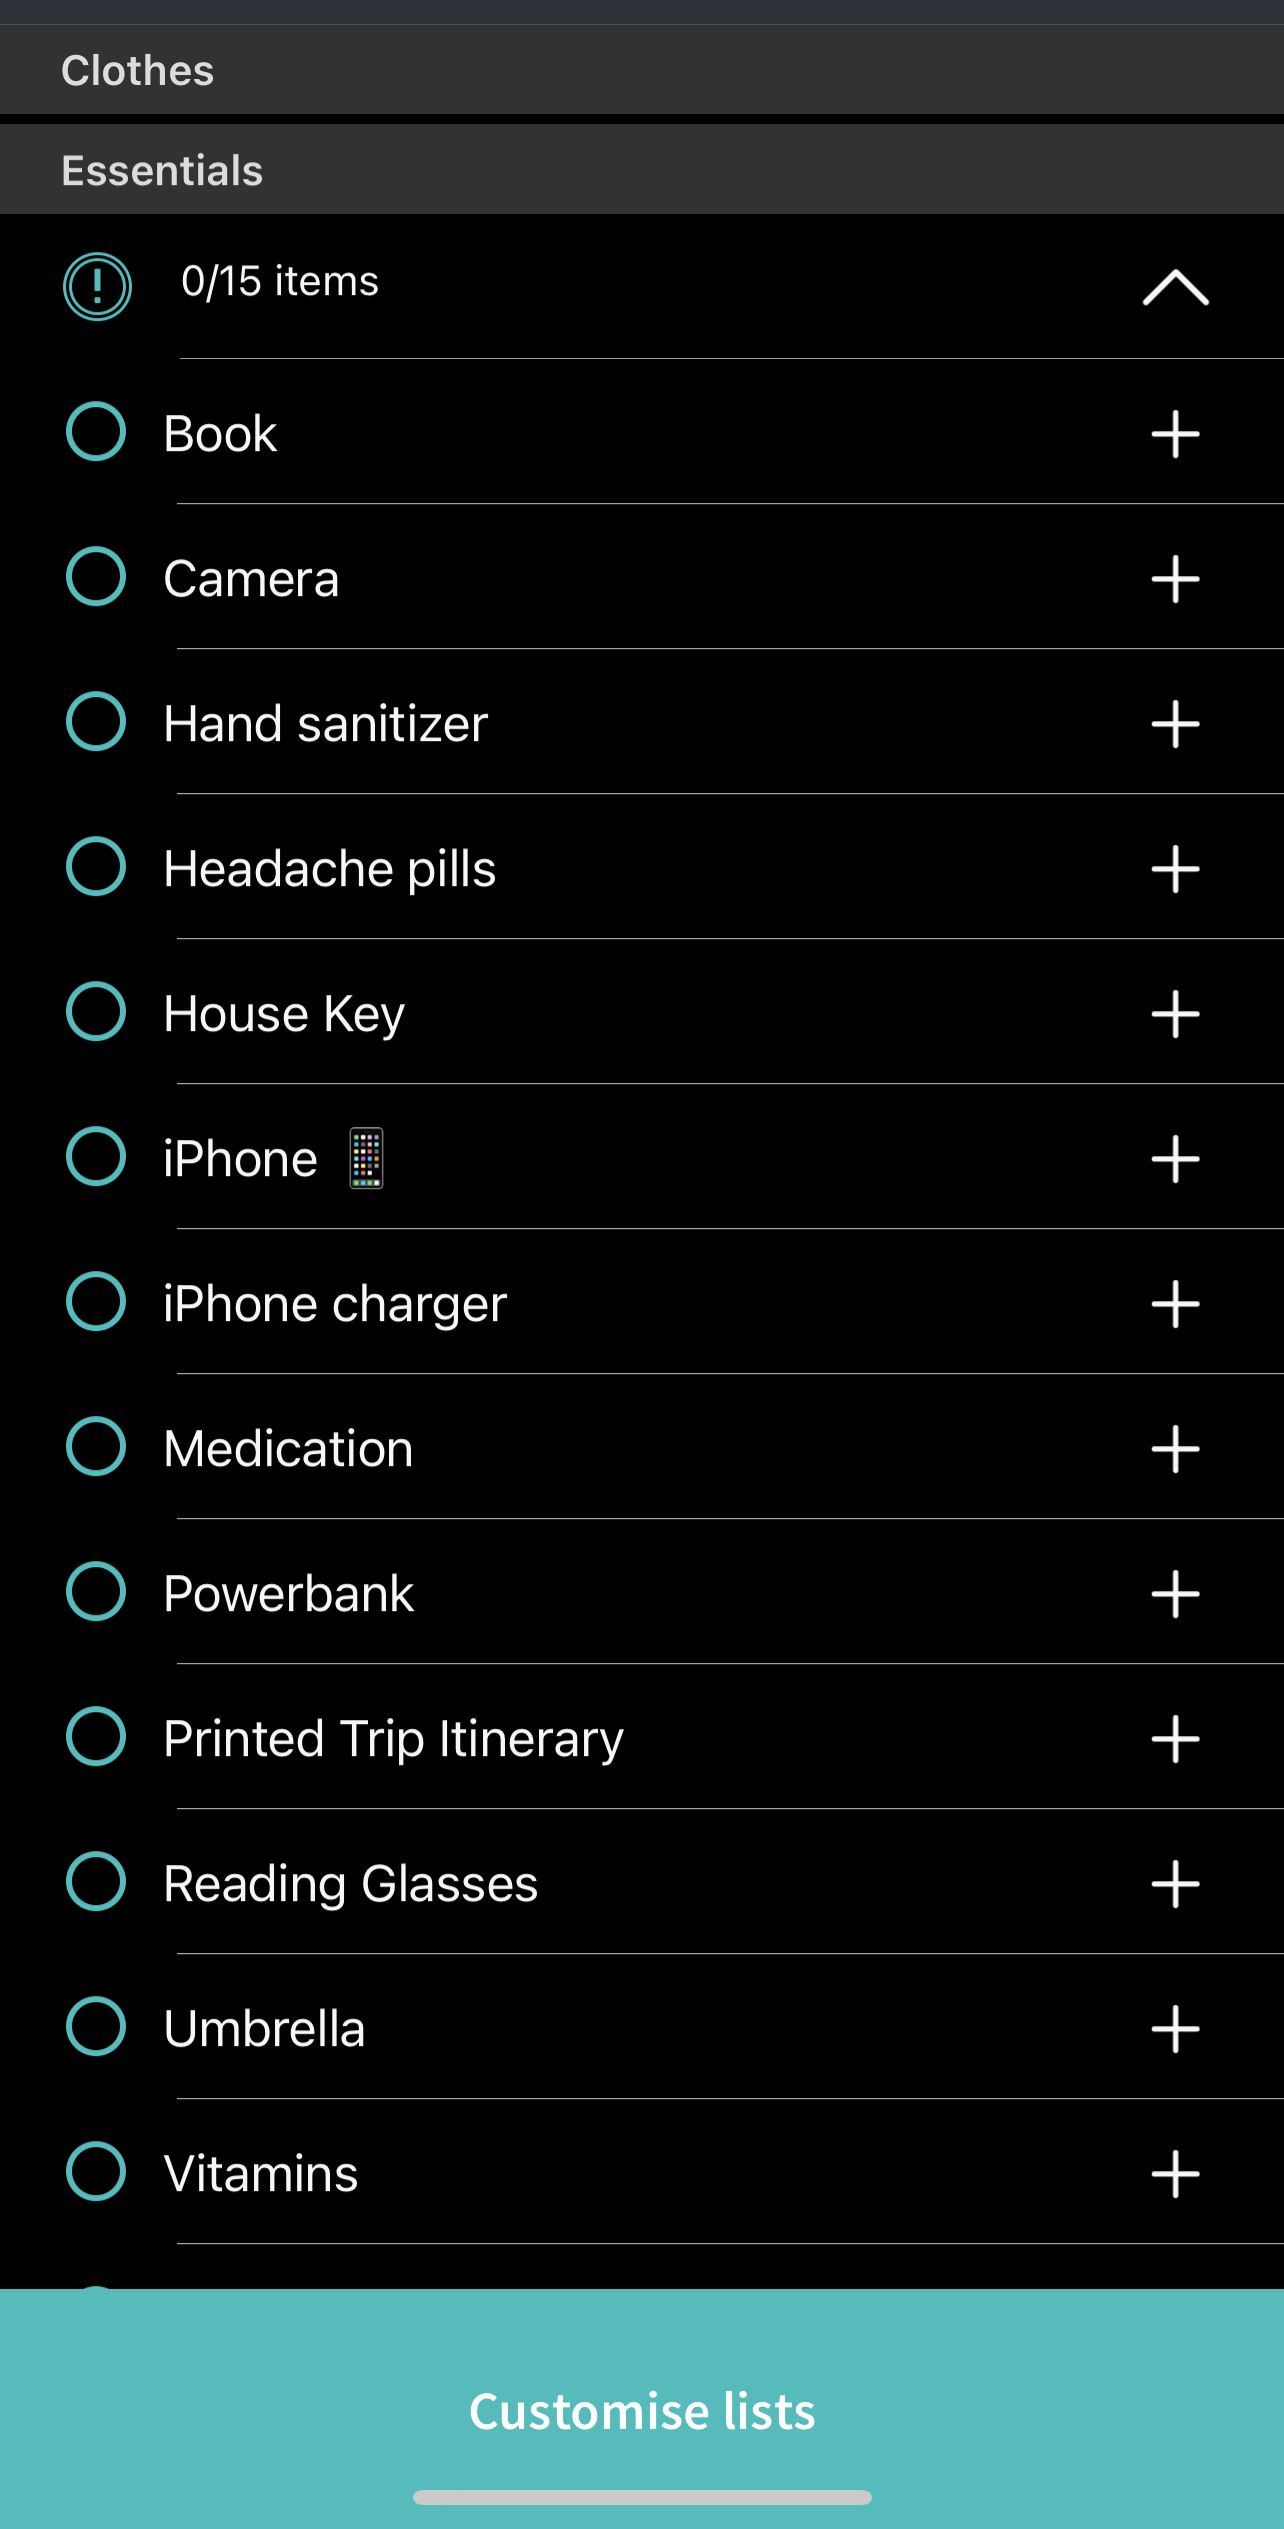 Clothes
Essentials
0/15 items
Book
Camera
Hand sanitizer
Headache pills
House Key
iPhone 📱
iPhone charger
Medication
Powerbank
Printed Trip Itinerary
Reading Glasses
Umbrella
Vitamins
Customise lists